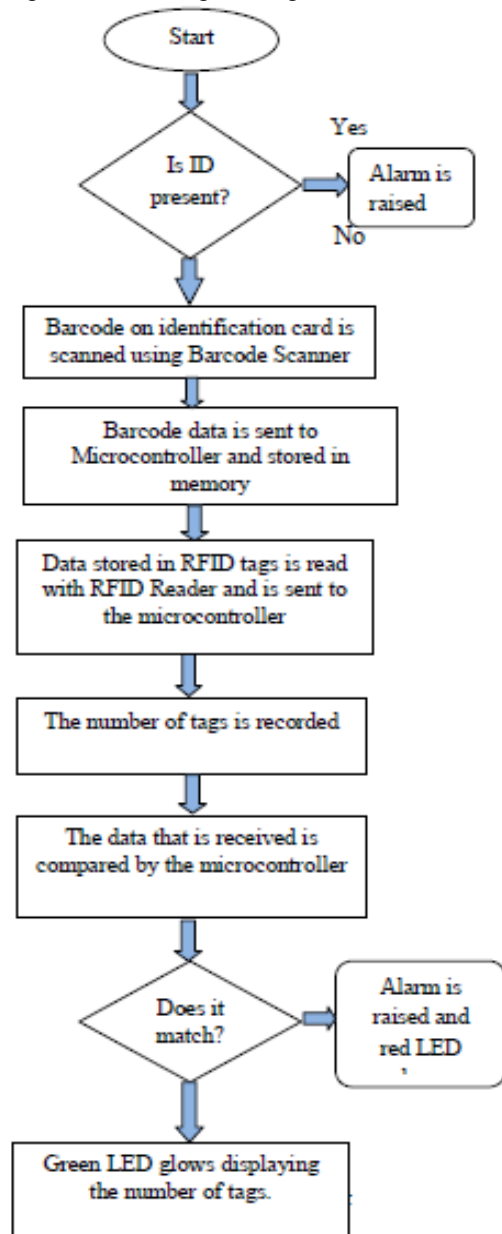 Start
Is ID
present?
Yes
Alarm is
raised
No
Barcode on identification card is
scanned using Barcode Scanner
Barcode data is sent to
Microcontroller and stored in
memory
Data stored in RFID tags is read
with RFID Reader and is sent to
the microcontroller
The number of tags is recorded
The data that is received is
compared by the microcontroller
Does it
match?
Alarm is
raised and
red LED
Green LED glows displaying
the number of tags.